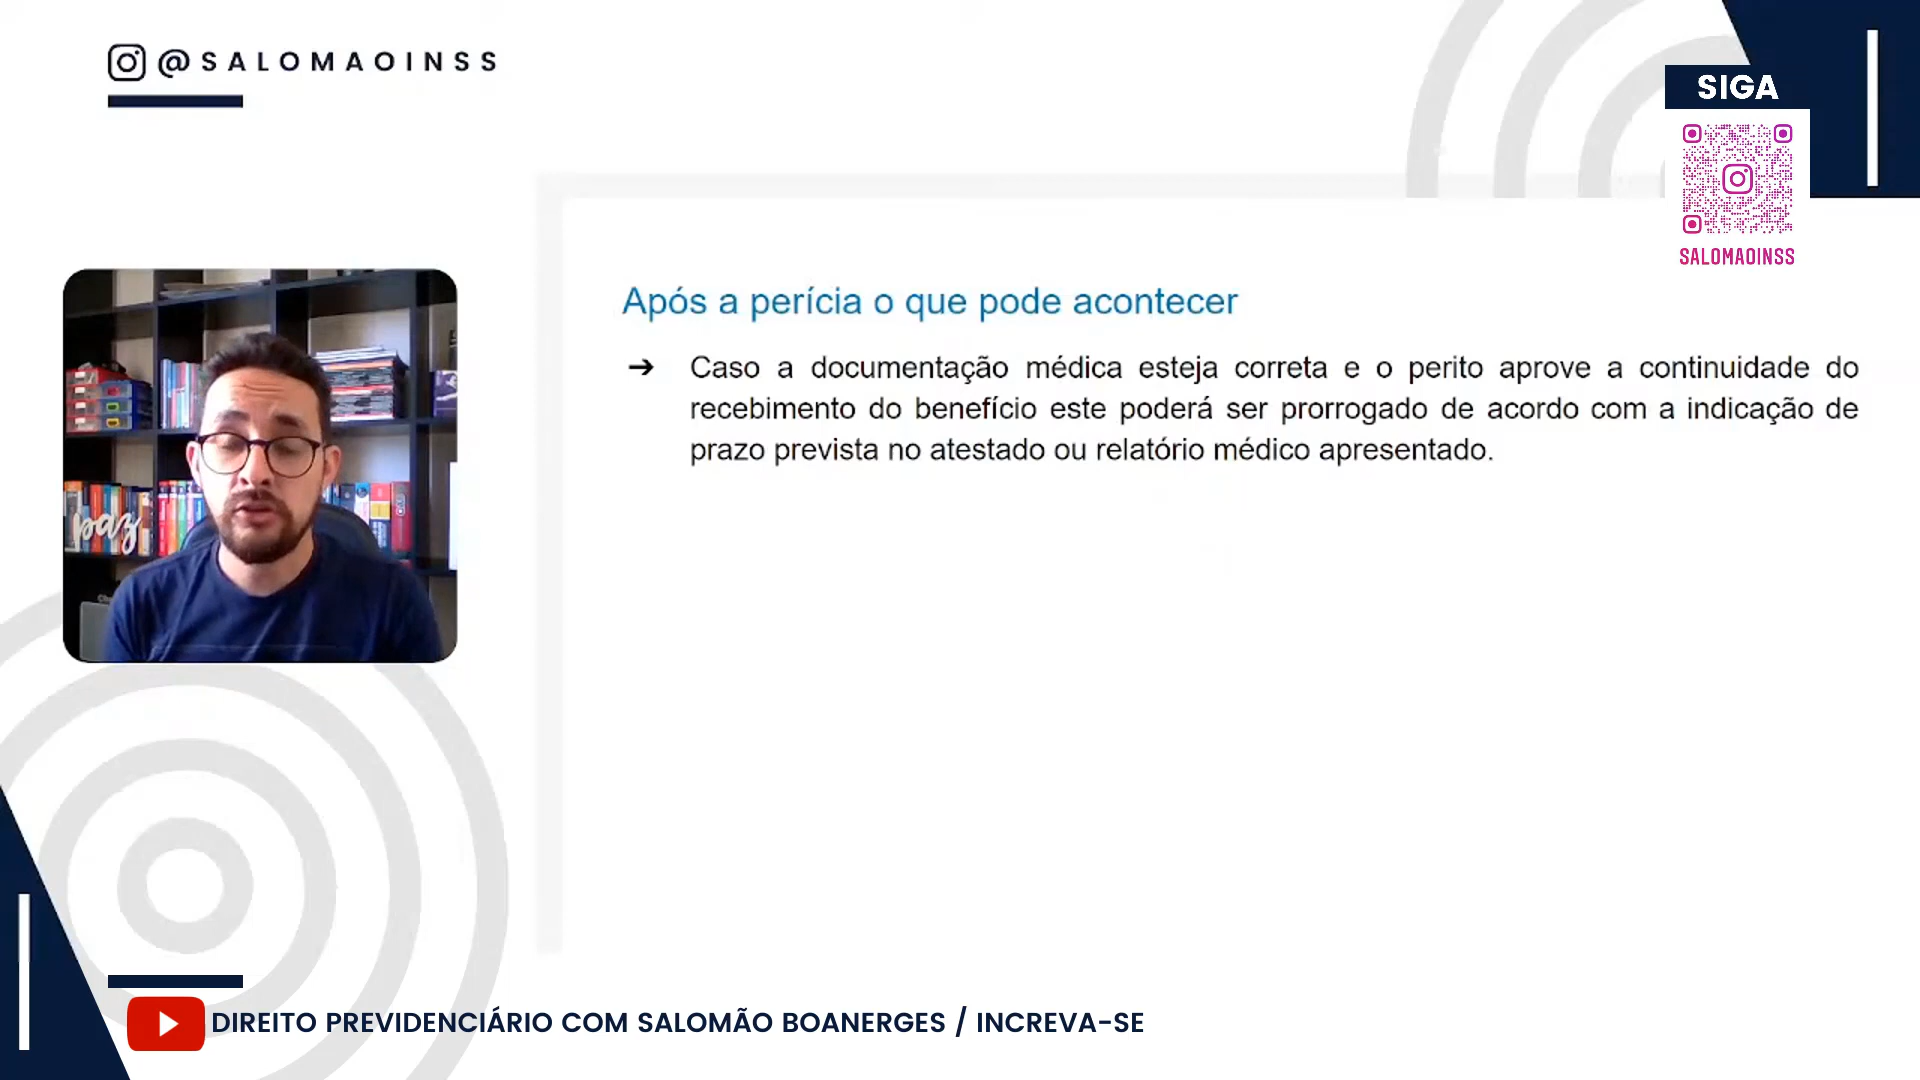 @SALOMAOINSS
SIGA
SALOMAOINSS
Após a perícia o que pode acontecer
➔ Caso a documentação médica esteja correta e o perito aprove a continuidade do
recebimento do benefício este poderá ser prorrogado de acordo com a indicação de
prazo prevista no atestado ou relatório médico apresentado.
paz
DIREITO PREVIDENCIÁRIO COM SALOMÃO BOANERGES / INCREVA-SE